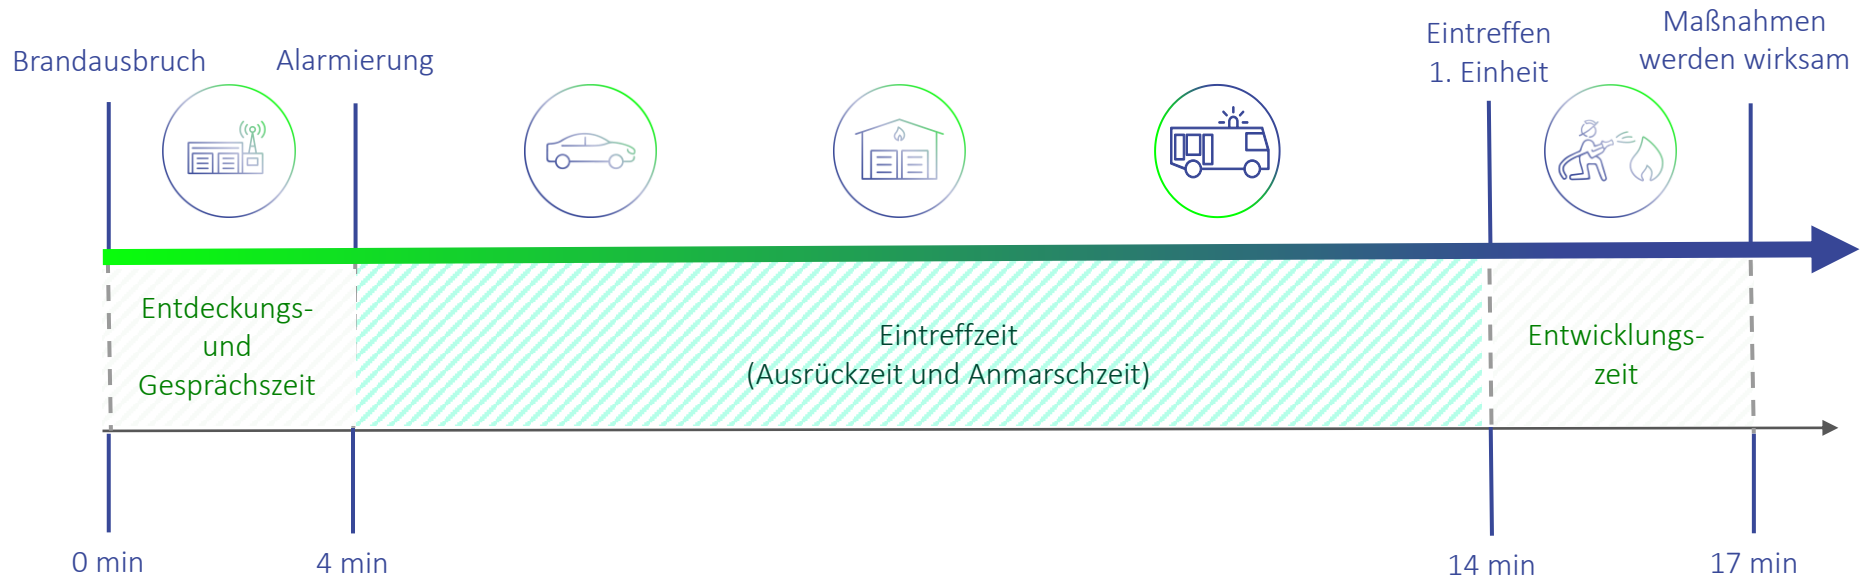 Brandausbruch
Alarmierung
Eintreffen
1. Einheit
Maßnahmen
werden wirksam
Entdeckungs-
und
Gesprächszeit
Eintreffzeit
(Ausrückzeit und Anmarschzeit)
Entwicklungs-
zeit
0 min
4 min
14 min
17 min